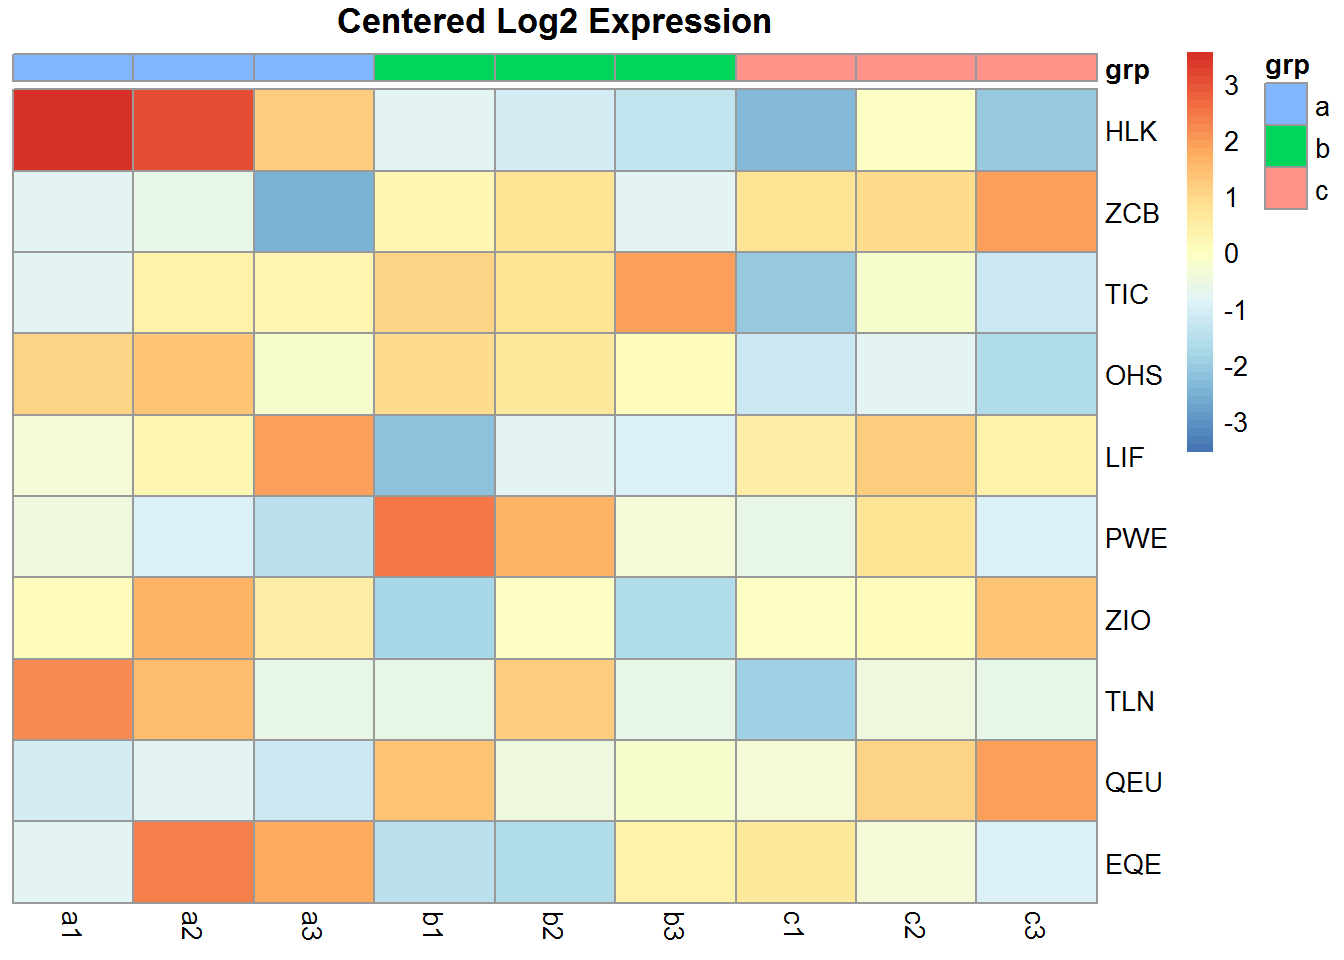 Centered Log2 Expression
grp
HLK
ZCB
TIC
OHS
LIF
PWE
ZIO
TLN
QEU
EQE
a1 a2 a3 b1 b2 b3 c1 c2 c3
3
2
1
0
-1
-2
-3
grp
a
b
c